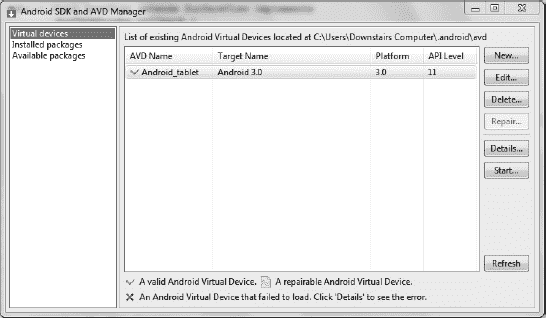 Android SDK and AVD Manager
Virtual devices
Installed packages
Available packages
List of existing Android Virtual Devices located at C:\Users\Downstairs Computer\.android\avd
AVD Name Target Name Platform API Level
Android_tablet Android 3.0 3.0 11
New...
Edit...
Delete...
Repair...
Details...
Start...
Refresh
A valid Android Virtual Device. A repairable Android Virtual Device.
An Android Virtual Device that failed to load. Click 'Details' to see the error.